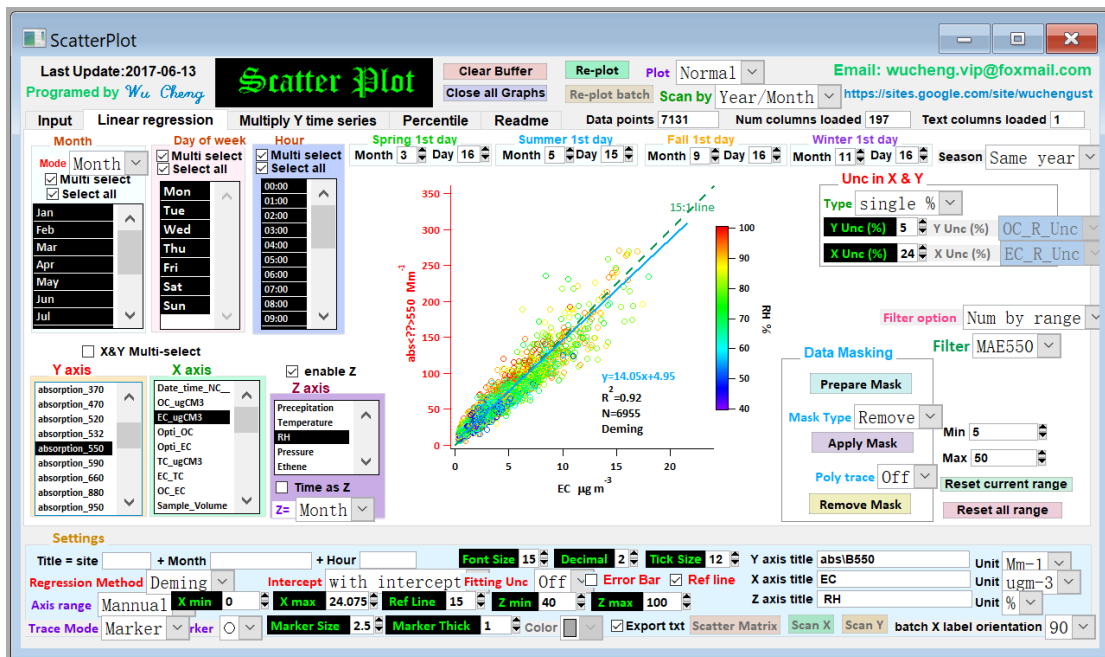 ScatterPlot
Last Update:2017-06-13
Programed by Wu Cheng
Scatter Plot
Clear Buffer
Close all Graphs
Re-plot
Re-plot batch
Plot Normal
Scan by Year/Month
Email: wucheng.vip@foxmail.com
https://sites.google.com/site/wuchengust
Input Linear regression Multiply Y time series Percentile Readme
Data points 7131 Num columns loaded 197 Text columns loaded 1
Month
Mode Month
Multi select
Select all
Jan
Feb
Mar
Apr
May
Jun
Jul
Day of week
Multi select
Select all
Mon
Tue
Wed
Thu
Fri
Sat
Sun
Hour
Multi select
Select all
00:00
01:00
02:00
03:00
04:00
05:00
06:00
07:00
08:00
09:00
Spring 1st day
Month 3 Day 16
Summer 1st day
Month 5 Day 15
Fall 1st day
Month 9 Day 16
Winter 1st day
Month 11 Day 16
Season Same year
Unc in X & Y
Type single %
Y Unc (%) 5 Y Unc (%) OC_R_Unc
X Unc (%) 24 X Unc (%) EC_R_Unc
Filter option Num by range
Filter MAE550
X&Y Multi-select
Y axis
absorption_370
absorption_470
absorption_520
absorption_532
absorption_550
absorption_590
absorption_660
absorption_880
absorption_950
X axis
Date_time_NC__
OC_ugCM3
EC_ugCM3
Opti_OC
Opti_EC
TC_ugCM3
EC_TC
OC_EC
Sample_Volume
enable Z
Z axis
Precepitation
Temperature
RH
Pressure
Ethene
Time as Z
Z= Month
350
300
250
200
150
100
50
0
abs<??>550 Mm-1
0 5 10 15 20
EC μg m-3
15:1 line
y=14.05x+4.95
R2=0.92
N=6955
Deming
100
90
80
70
60
50
40
RH %
Data Masking
Prepare Mask
Mask Type Remove
Apply Mask
Poly trace Off
Remove Mask
Min 5
Max 50
Reset current range
Reset all range
Settings
Title = site + Month + Hour
Font Size 15 Decimal 2 Tick Size 12
Y axis title abs\B550 Unit Mm-1
Regression Method Deming Intercept with intercept Fitting Unc Off Error Bar Ref line
X axis title EC Unit ugm-3
Axis range Mannual X min 0 X max 24.075 Ref Line 15 Z min 40 Z max 100
Z axis title RH Unit %
Trace Mode Marker rker Marker Size 2.5 Marker Thick 1 Color
Export txt Scatter Matrix Scan X Scan Y batch X label orientation 90